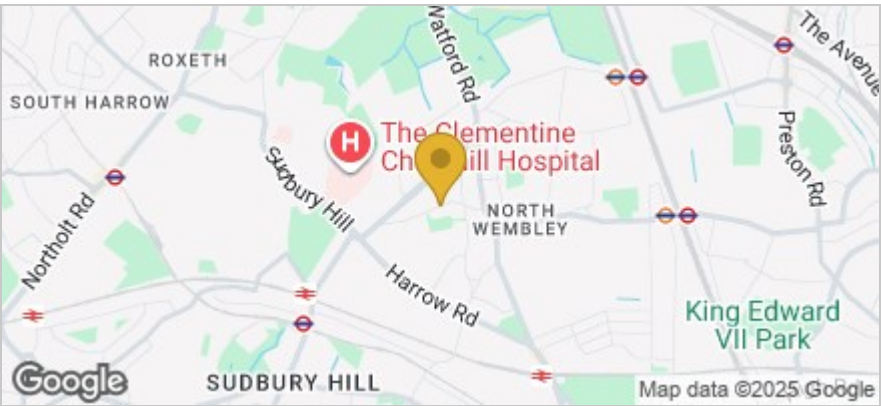 ROXETH
SOUTH HARROW
Watford Rd
The Avenue
H
The Clementine
Ch hill Hospital
Preston Rd
Sudbury Hill
Northolt Rd
NORTH
WEMBLEY
Harrow Rd
King Edward
VII Park
SUDBURY HILL
Google
Map data ©2025 Google